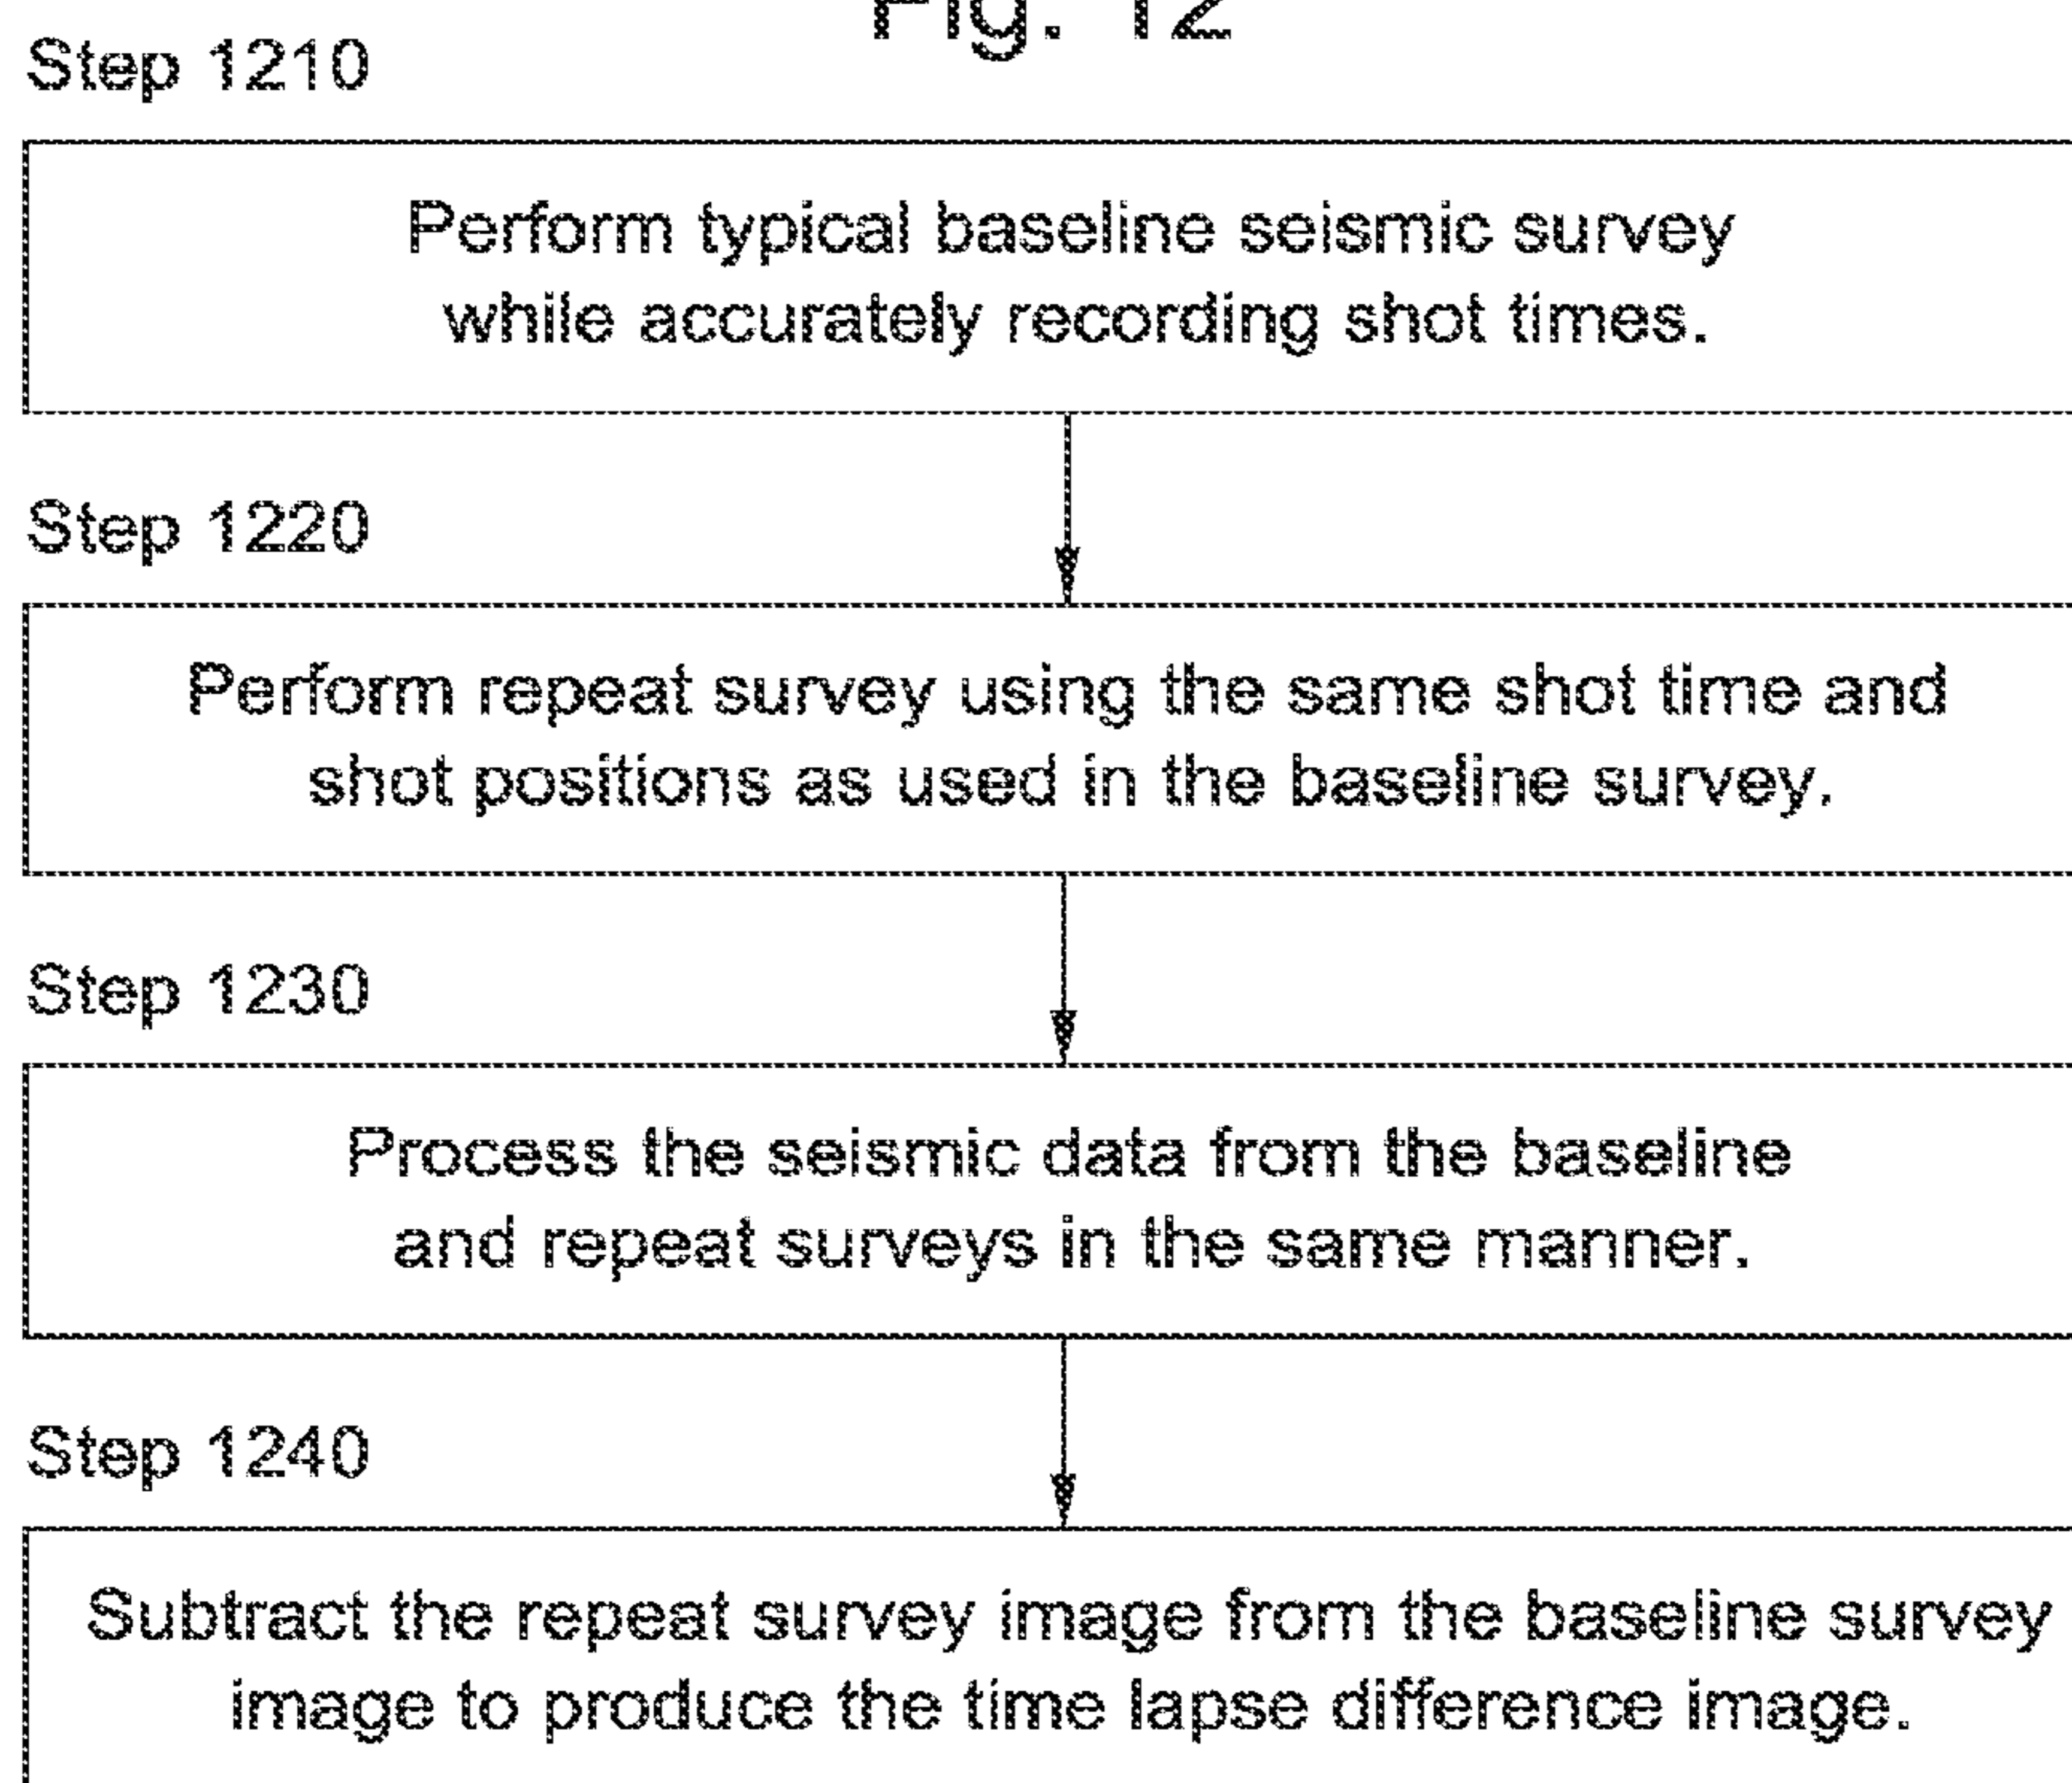 Fig. 12
Step 1210
Perform typical baseline seismic survey
while accurately recording shot times.
Step 1220
Perform repeat survey using the same shot time and
shot positions as used in the baseline survey.
Step 1230
Process the seismic data from the baseline
and repeat surveys in the same manner.
Step 1240
Subtract the repeat survey image from the baseline survey
image to produce the time lapse difference image.